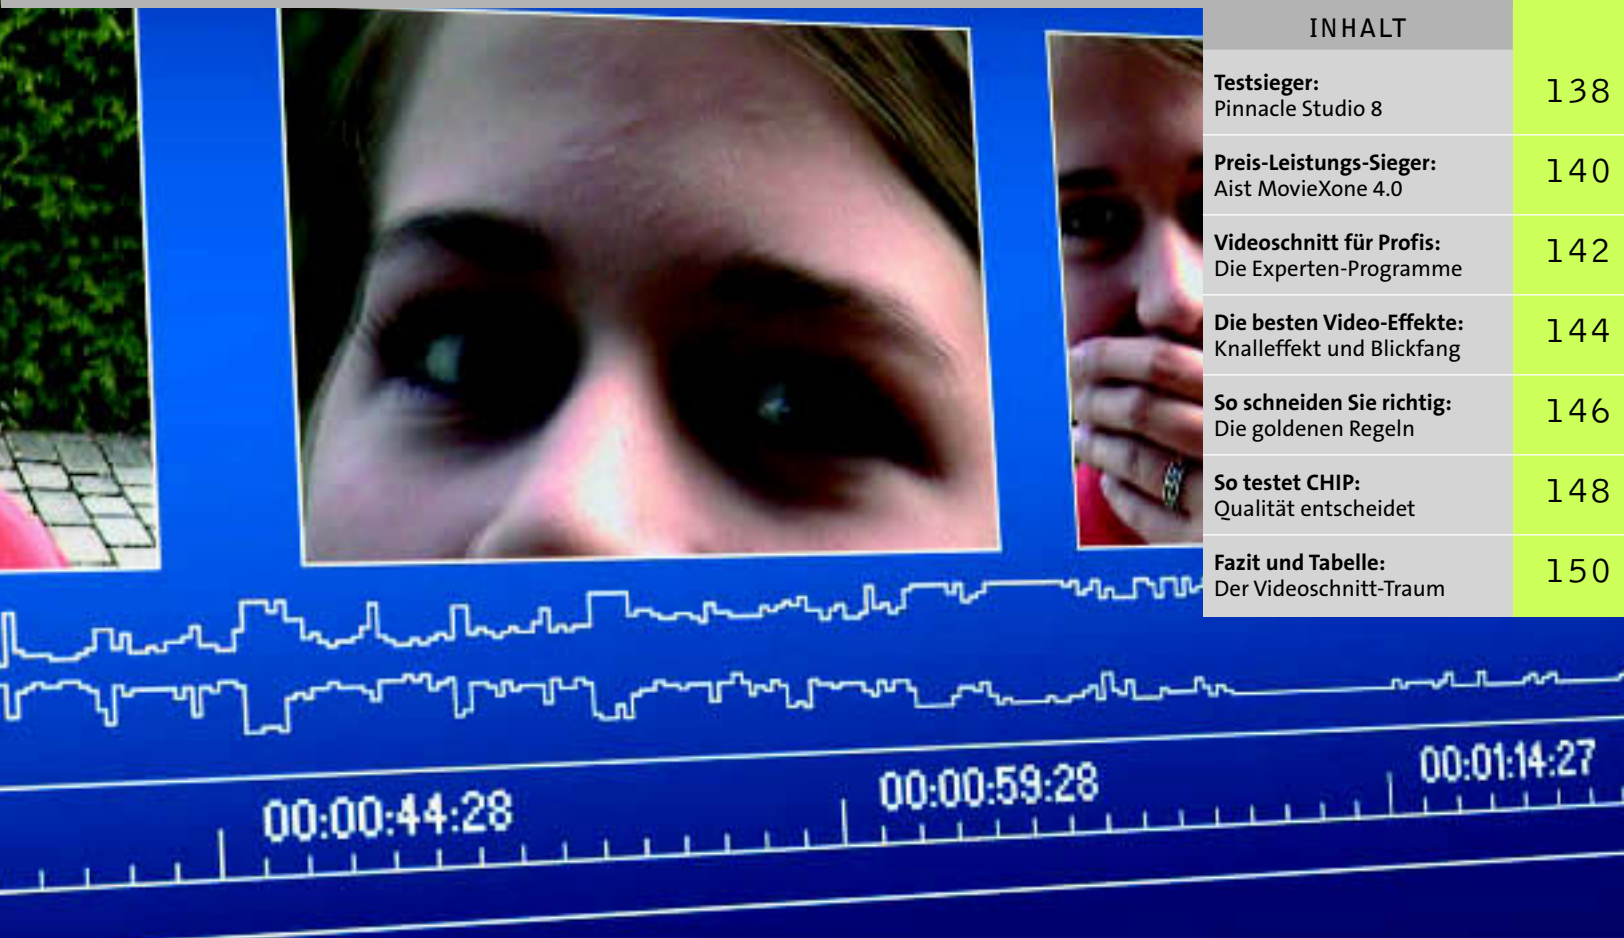 INHALT
Testsieger:
Pinnacle Studio 8
138
Preis-Leistungs-Sieger:
Aist MovieXone 4.0
140
Videoschnitt für Profis:
Die Experten-Programme
142
Die besten Video-Effekte:
Knalleffekt und Blickfang
144
So schneiden Sie richtig:
Die goldenen Regeln
146
So testet CHIP:
Qualität entscheidet
148
Fazit und Tabelle:
Der Videoschnitt-Traum
150
00:00:44:28
00:00:59:28
00:01:14:27